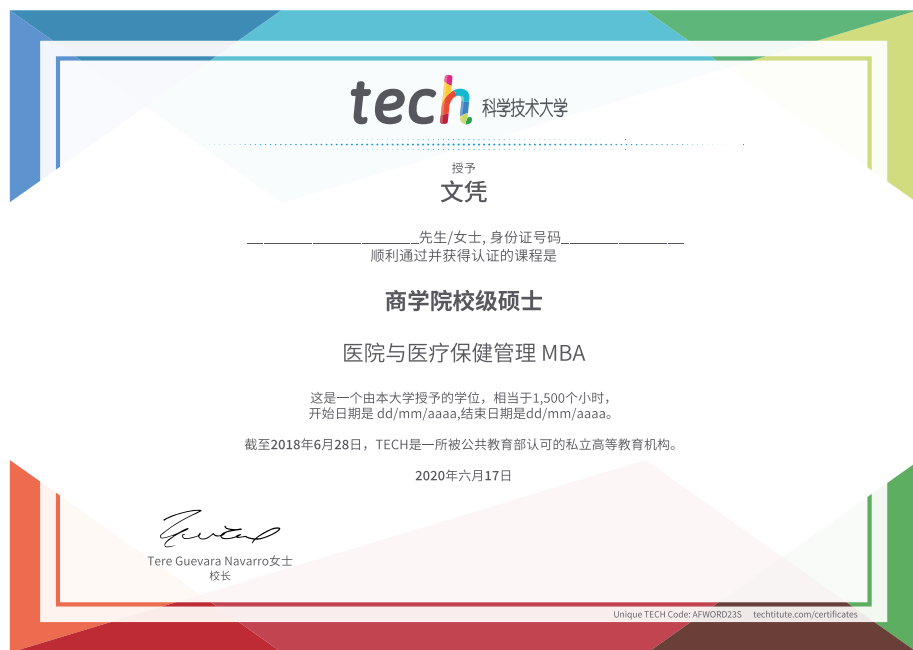 tech 科学技术大学
授予
文凭
____________________先生/女士, 身份证号码______________
顺利通过并获得认证的课程是
商学院校级硕士
医院与医疗保健管理 MBA
这是一个由本大学授予的学位，相当于1,500个小时，
开始日期是 dd/mm/aaaa,结束日期是dd/mm/aaaa。
截至2018年6月28日，TECH是一所被公共教育部认可的私立高等教育机构。
2020年六月17日
Tere Guevara Navarro女士
校长
Unique TECH Code: AFWORD23S techtitute.com/certificates